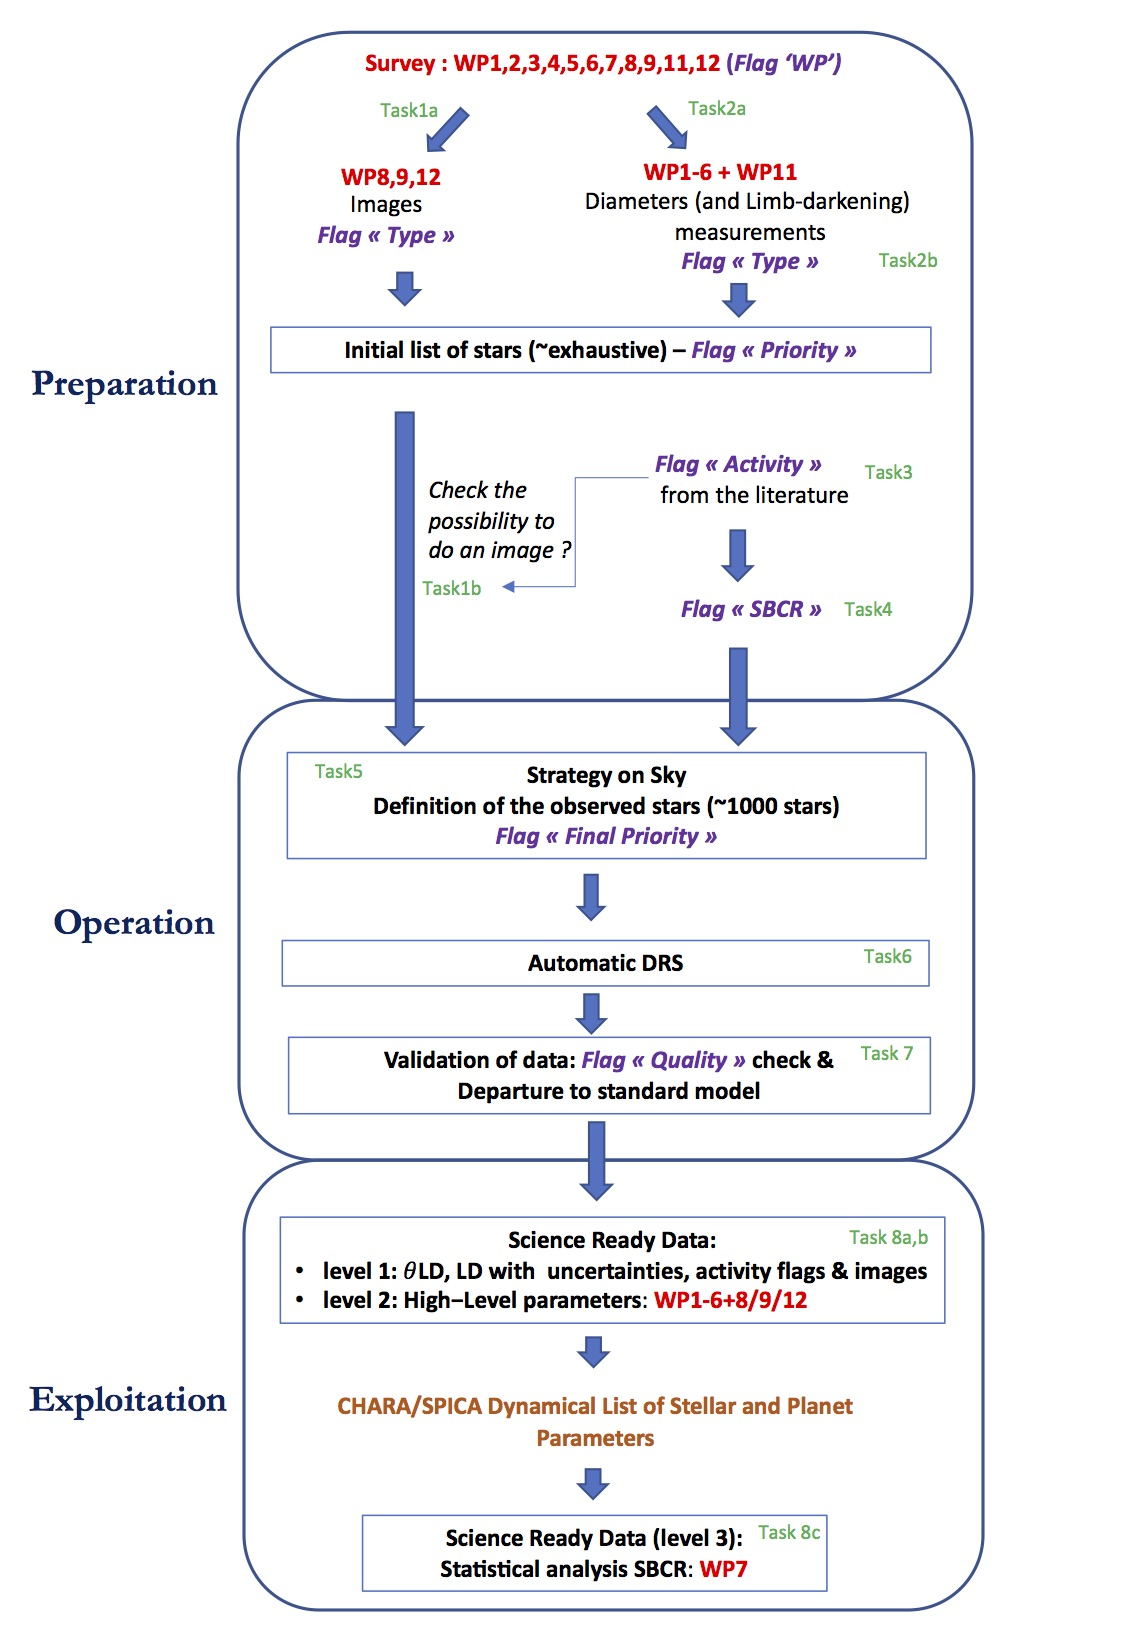 Survey : WP1,2,3,4,5,6,7,8,9,11,12 (Flag ‘WP’)
Task1a
Task2a
WP8,9,12
Images
Flag « Type »
WP1-6 + WP11
Diameters (and Limb-darkening)
measurements
Flag « Type »
Task2b
Initial list of stars (~exhaustive) – Flag « Priority »
Preparation
Flag « Activity »
from the literature
Task3
Check the
possibility to
do an image ?
Task1b
Flag « SBCR »
Task4
Task5
Strategy on Sky
Definition of the observed stars (~1000 stars)
Flag « Final Priority »
Operation
Automatic DRS
Task6
Validation of data: Flag « Quality » check &
Departure to standard model
Task 7
Science Ready Data:
Task 8a,b
• level 1: θLD, LD with uncertainties, activity flags & images
• level 2: High–Level parameters: WP1-6+8/9/12
Exploitation
CHARA/SPICA Dynamical List of Stellar and Planet
Parameters
Science Ready Data (level 3):
Task 8c
Statistical analysis SBCR: WP7